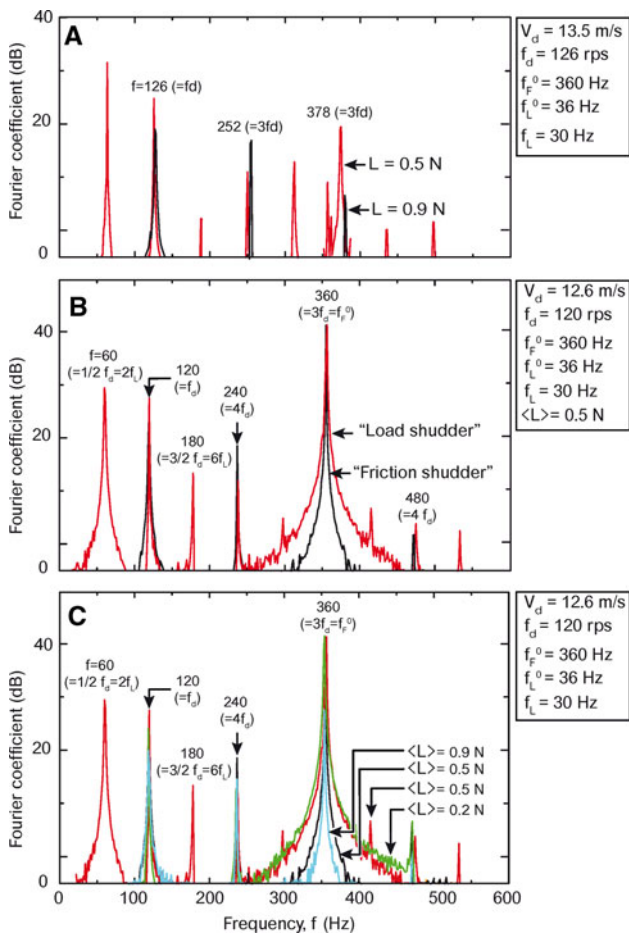 A
40
20
0
Fourier coefficient (dB)
f=126 (=fd)
252 (=3fd)
378 (=3fd)
L = 0.5 N
L = 0.9 N
V_d = 13.5 m/s
f_d = 126 rps
f_F^0 = 360 Hz
f_L^0 = 36 Hz
f_L = 30 Hz
B
40
20
0
Fourier coefficient (dB)
f=60
(=1/2 f_d=2f_L)
120
(=f_d)
180
(=3/2 f_d=6f_L)
240
(=4f_d)
360
(=3f_d=f_F^0)
"Load shudder"
"Friction shudder"
480
(=4 f_d)
V_d = 12.6 m/s
f_d = 120 rps
f_F^0 = 360 Hz
f_L^0 = 36 Hz
f_L = 30 Hz
<L> = 0.5 N
C
40
20
0
Fourier coefficient (dB)
f=60
(=1/2 f_d=2f_L)
120
(=f_d)
180
(=3/2 f_d=6f_L)
240
(=4f_d)
360
(=3f_d=f_F^0)
<L>= 0.9 N
<L>= 0.5 N
<L>= 0.5 N
<L>= 0.2 N
V_d = 12.6 m/s
f_d = 120 rps
f_F^0 = 360 Hz
f_L^0 = 36 Hz
f_L = 30 Hz
0 100 200 300 400 500 600
Frequency, f (Hz)